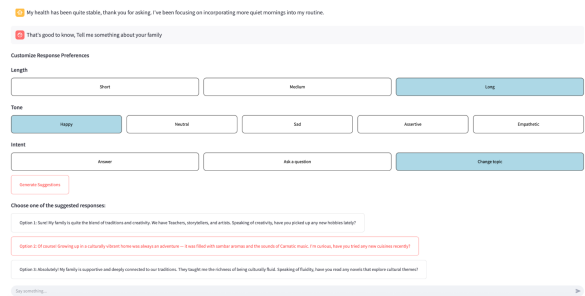 My health has been quite stable, thank you for asking. I've been focusing on incorporating more quiet mornings into my routine.
That's good to know, Tell me something about your family
Customize Response Preferences
Length
Short Medium Long
Tone
Happy Neutral Sad Assertive Empathetic
Intent
Answer Ask a question Change topic
Generate Suggestions
Choose one of the suggested responses:
Option 1: Sure! My family is quite the blend of traditions and creativity. We have Teachers, storytellers, and artists. Speaking of creativity, have you picked up any new hobbies lately?
Option 2: Of course! Growing up in a culturally vibrant home was always an adventure — it was filled with sambar aromas and the sounds of Carnatic music. I'm curious, have you tried any new cuisine recently?
Option 3: Absolutely! My family is supportive and deeply connected to our traditions. They taught me the richness of being culturally fluid. Speaking of fluidity, have you read any novels that explore cultural themes?
Say something...